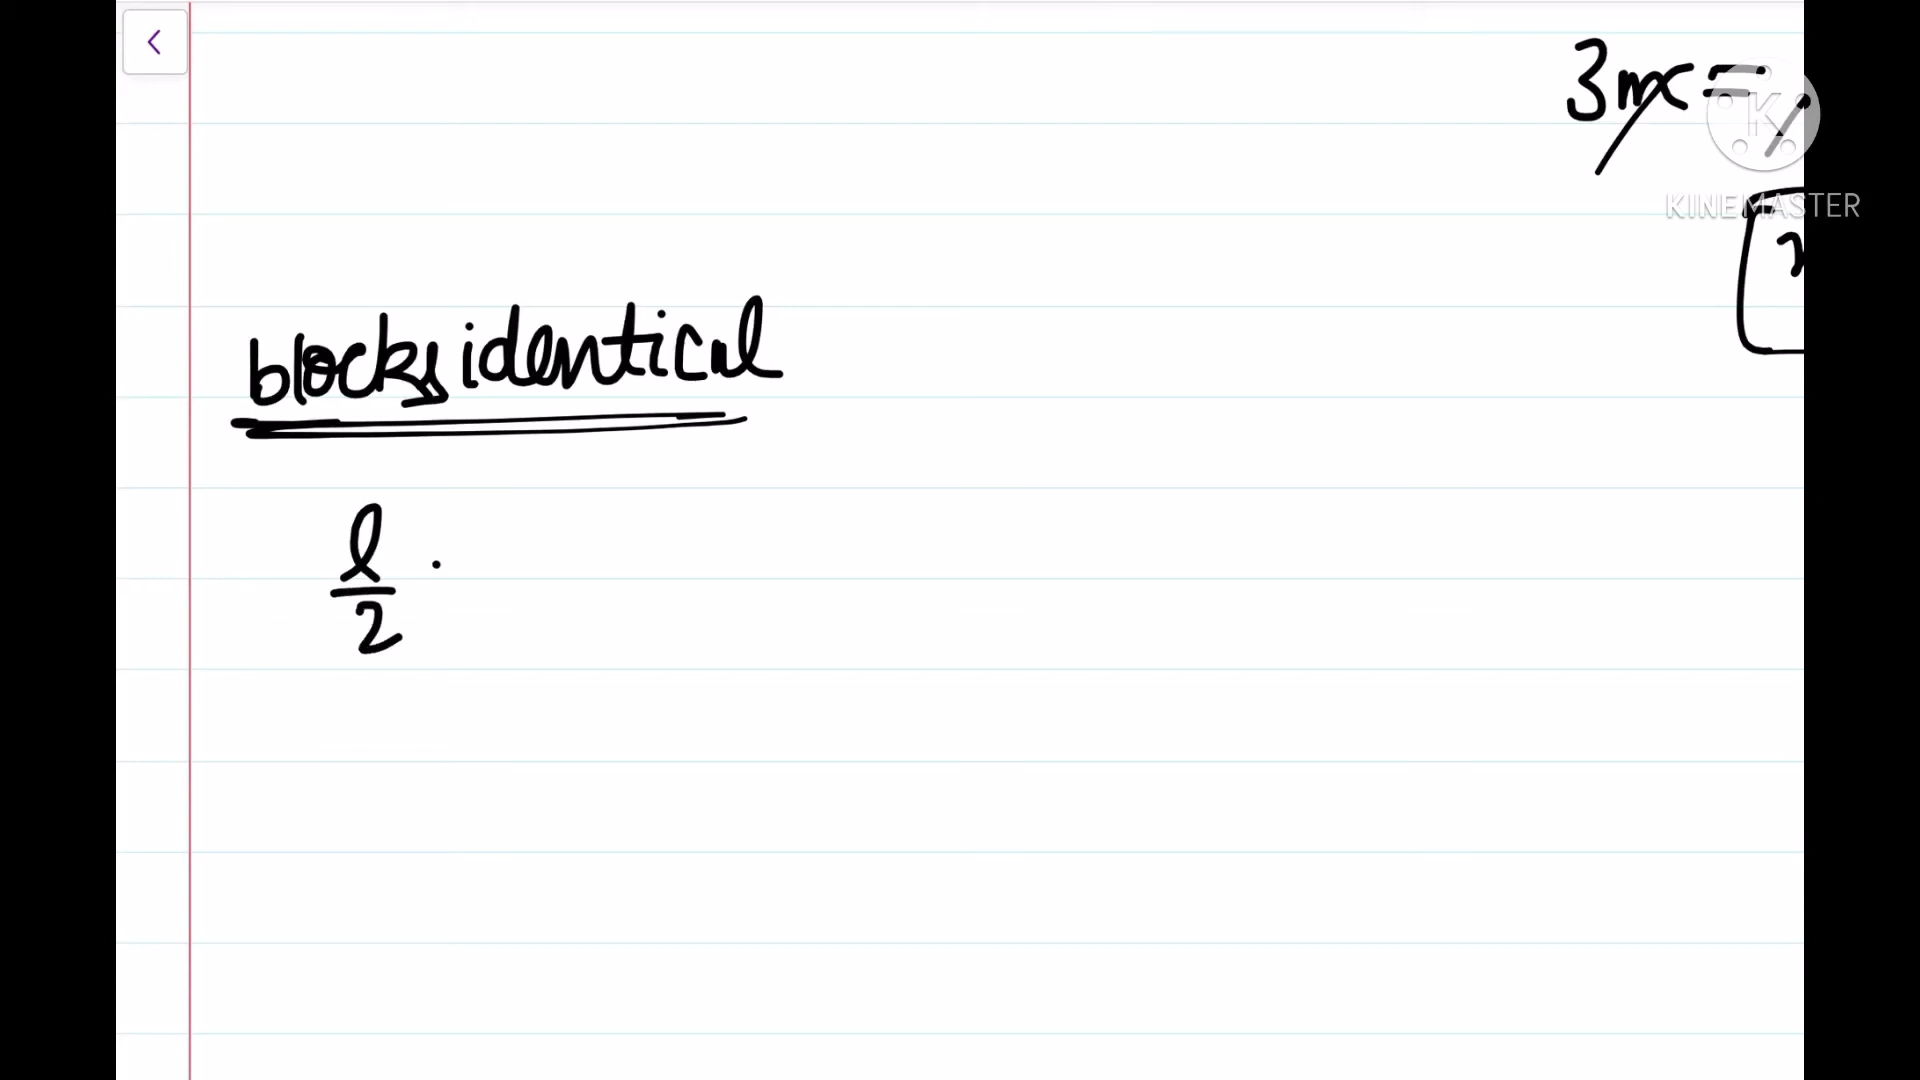 3mx =
KINEMASTER
blocks identical
l/2 .